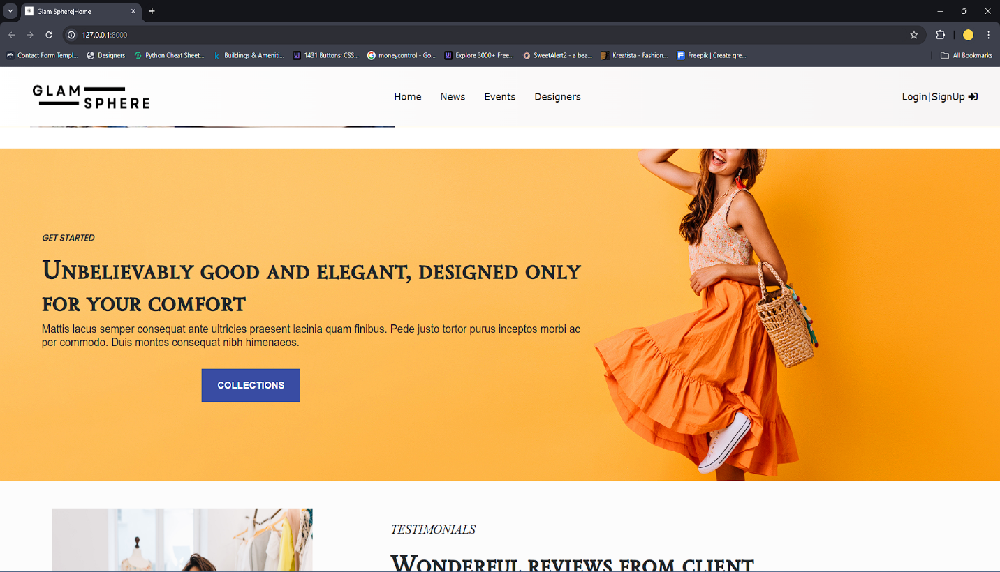 Glam Sphere|Home
127.0.0.1:8000
Contact Form Templ...
Designers
Python Cheat Sheet...
Buildings & Ameniti...
1431 Buttons: CSS...
moneycontrol - Go...
Explore 3000+ Free...
SweetAlert2 - a bea...
Kreatista - Fashion...
Freepik | Create gre...
All Bookmarks
GLAM
SPHERE
Home
News
Events
Designers
Login|SignUp
GET STARTED
Unbelievably good and elegant, designed only
for your comfort
Mattis lacus semper consequat ante ultricies praesent lacinia quam finibus. Pede justo tortor purus inceptos morbi ac
per commodo. Duis montes consequat nibh himenaeos.
COLLECTIONS
TESTIMONIALS
Wonderful reviews from client